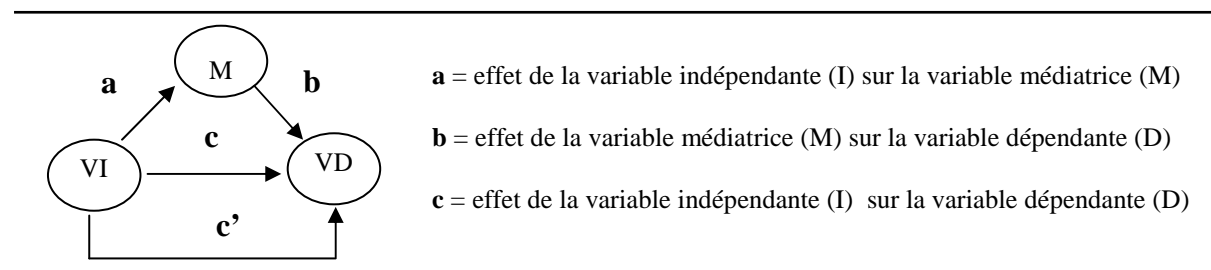 M
a
b
c
VI
VD
c’
a = effet de la variable indépendante (I) sur la variable médiatrice (M)
b = effet de la variable médiatrice (M) sur la variable dépendante (D)
c = effet de la variable indépendante (I) sur la variable dépendante (D)